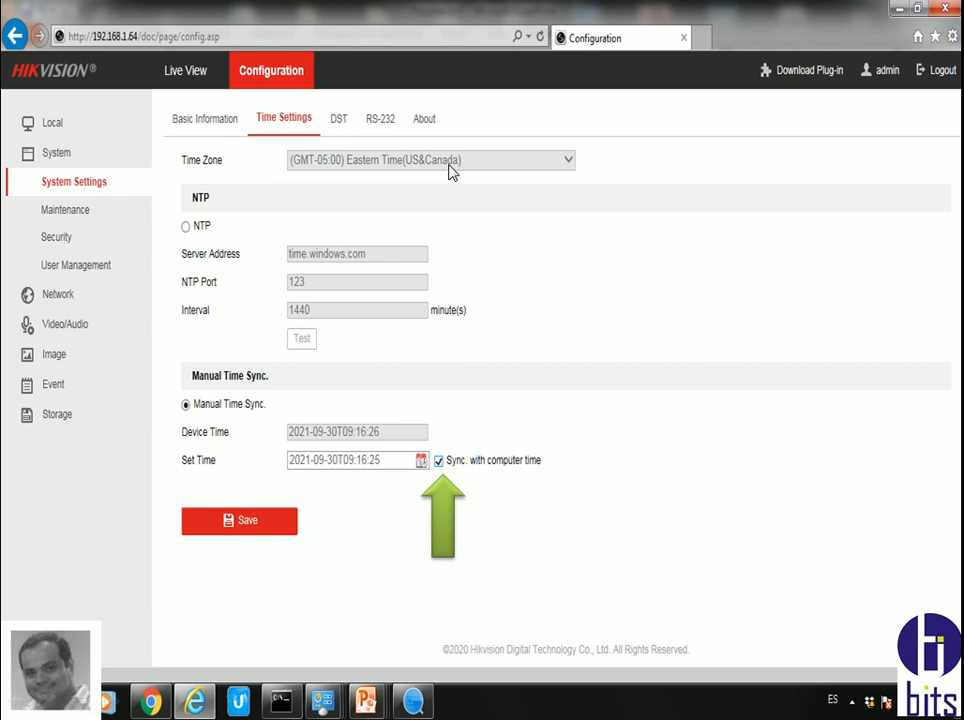 http://192.168.1.64/doc/page/config.asp
Configuration
HIKVISION®
Live View
Configuration
Download Plug-in
admin
Logout
Local
System
System Settings
Maintenance
Security
User Management
Network
Video/Audio
Image
Event
Storage
Basic Information
Time Settings
DST
RS-232
About
Time Zone
(GMT-05:00) Eastern Time(US&Canada)
NTP
NTP
Server Address
time.windows.com
NTP Port
123
Interval
1440
minute(s)
Test
Manual Time Sync.
Manual Time Sync.
Device Time
2021-09-30T09:16:26
Set Time
2021-09-30T09:16:25
Sync. with computer time
Save
©2020 Hikvision Digital Technology Co., Ltd. All Rights Reserved.
ES
hi
bits